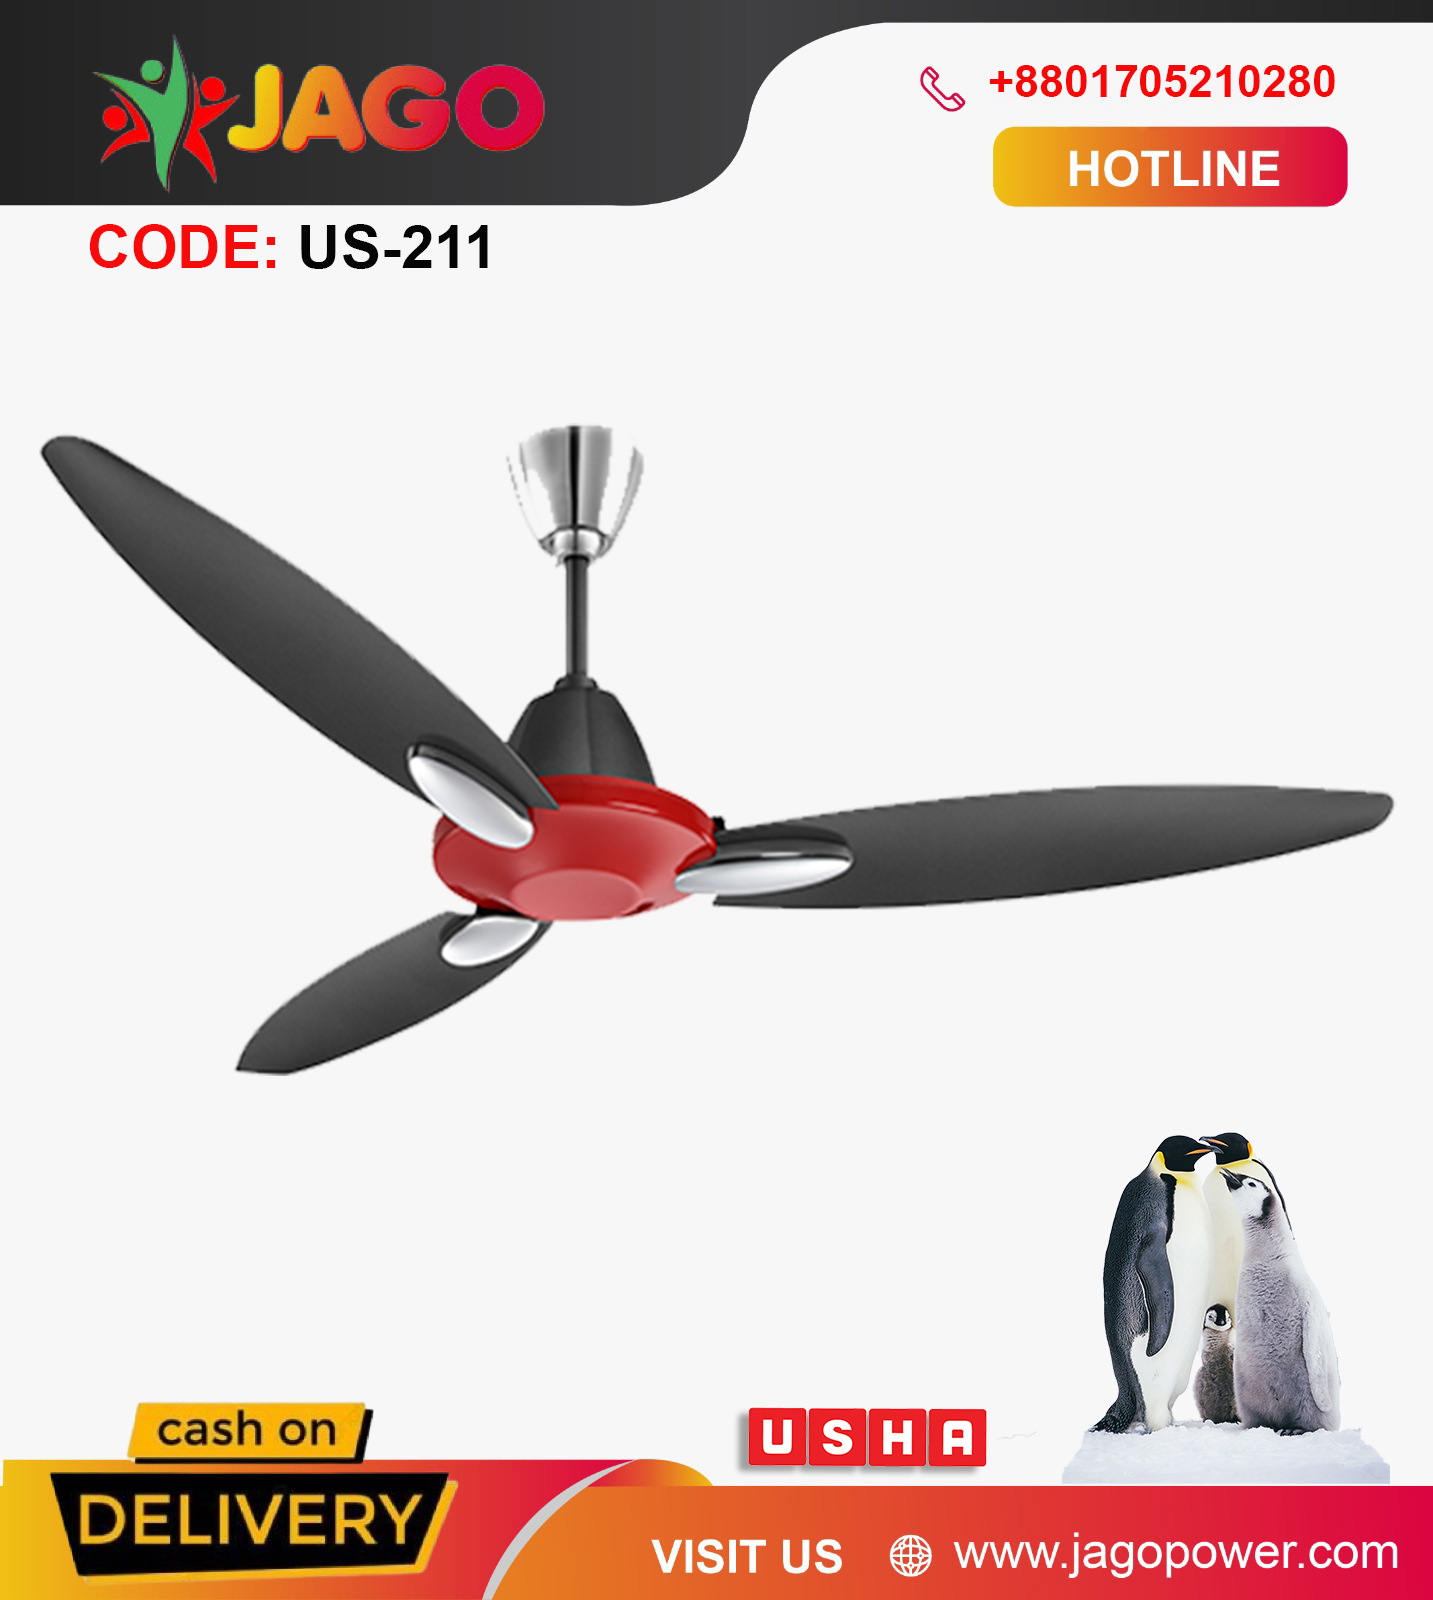 JAGO
+8801705210280
HOTLINE
CODE: US-211
cash on
DELIVERY
USHA
VISIT US
www.jagopower.com